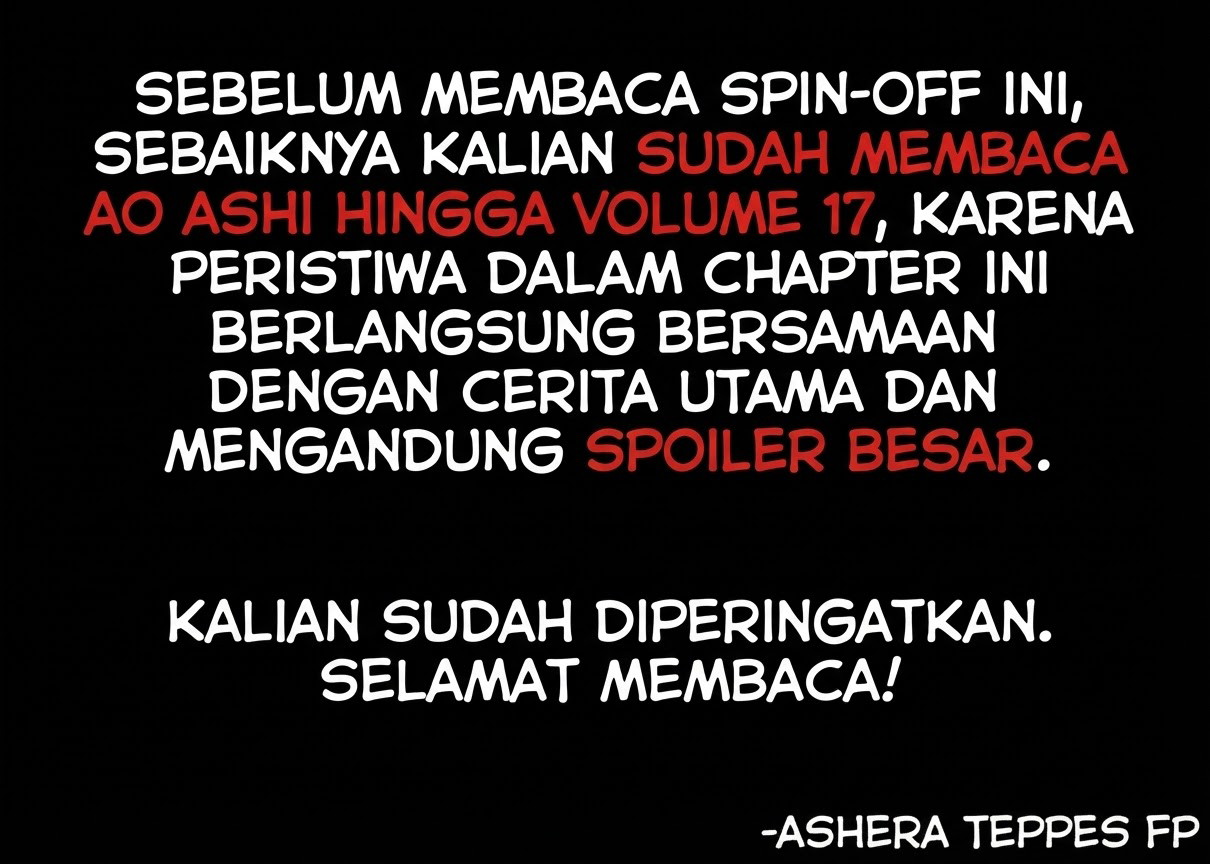 SEBELUM MEMBACA SPIN-OFF INI,
SEBAIKNYA KALIAN SUDAH MEMBACA
AO ASHI HINGGA VOLUME 17, KARENA
PERISTIWA DALAM CHAPTER INI
BERLANGSUNG BERSAMAAN
DENGAN CERITA UTAMA DAN
MENGANDUNG SPOILER BESAR.
KALIAN SUDAH DIPERINGATKAN.
SELAMAT MEMBACA!
-ASHERA TEPPES FP